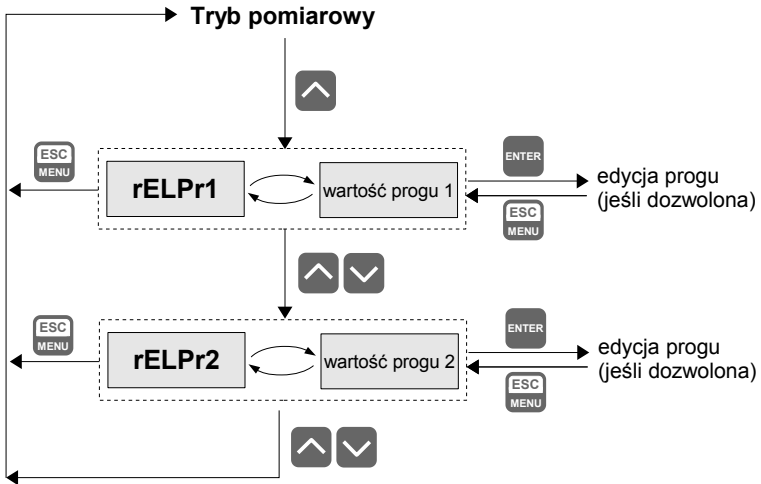 Tryb pomiarowy
ESC
MENU
rELPr1
wartość progu 1
ENTER
ESC
MENU
edycja progu
(jeśli dozwolona)
ESC
MENU
rELPr2
wartość progu 2
ENTER
ESC
MENU
edycja progu
(jeśli dozwolona)